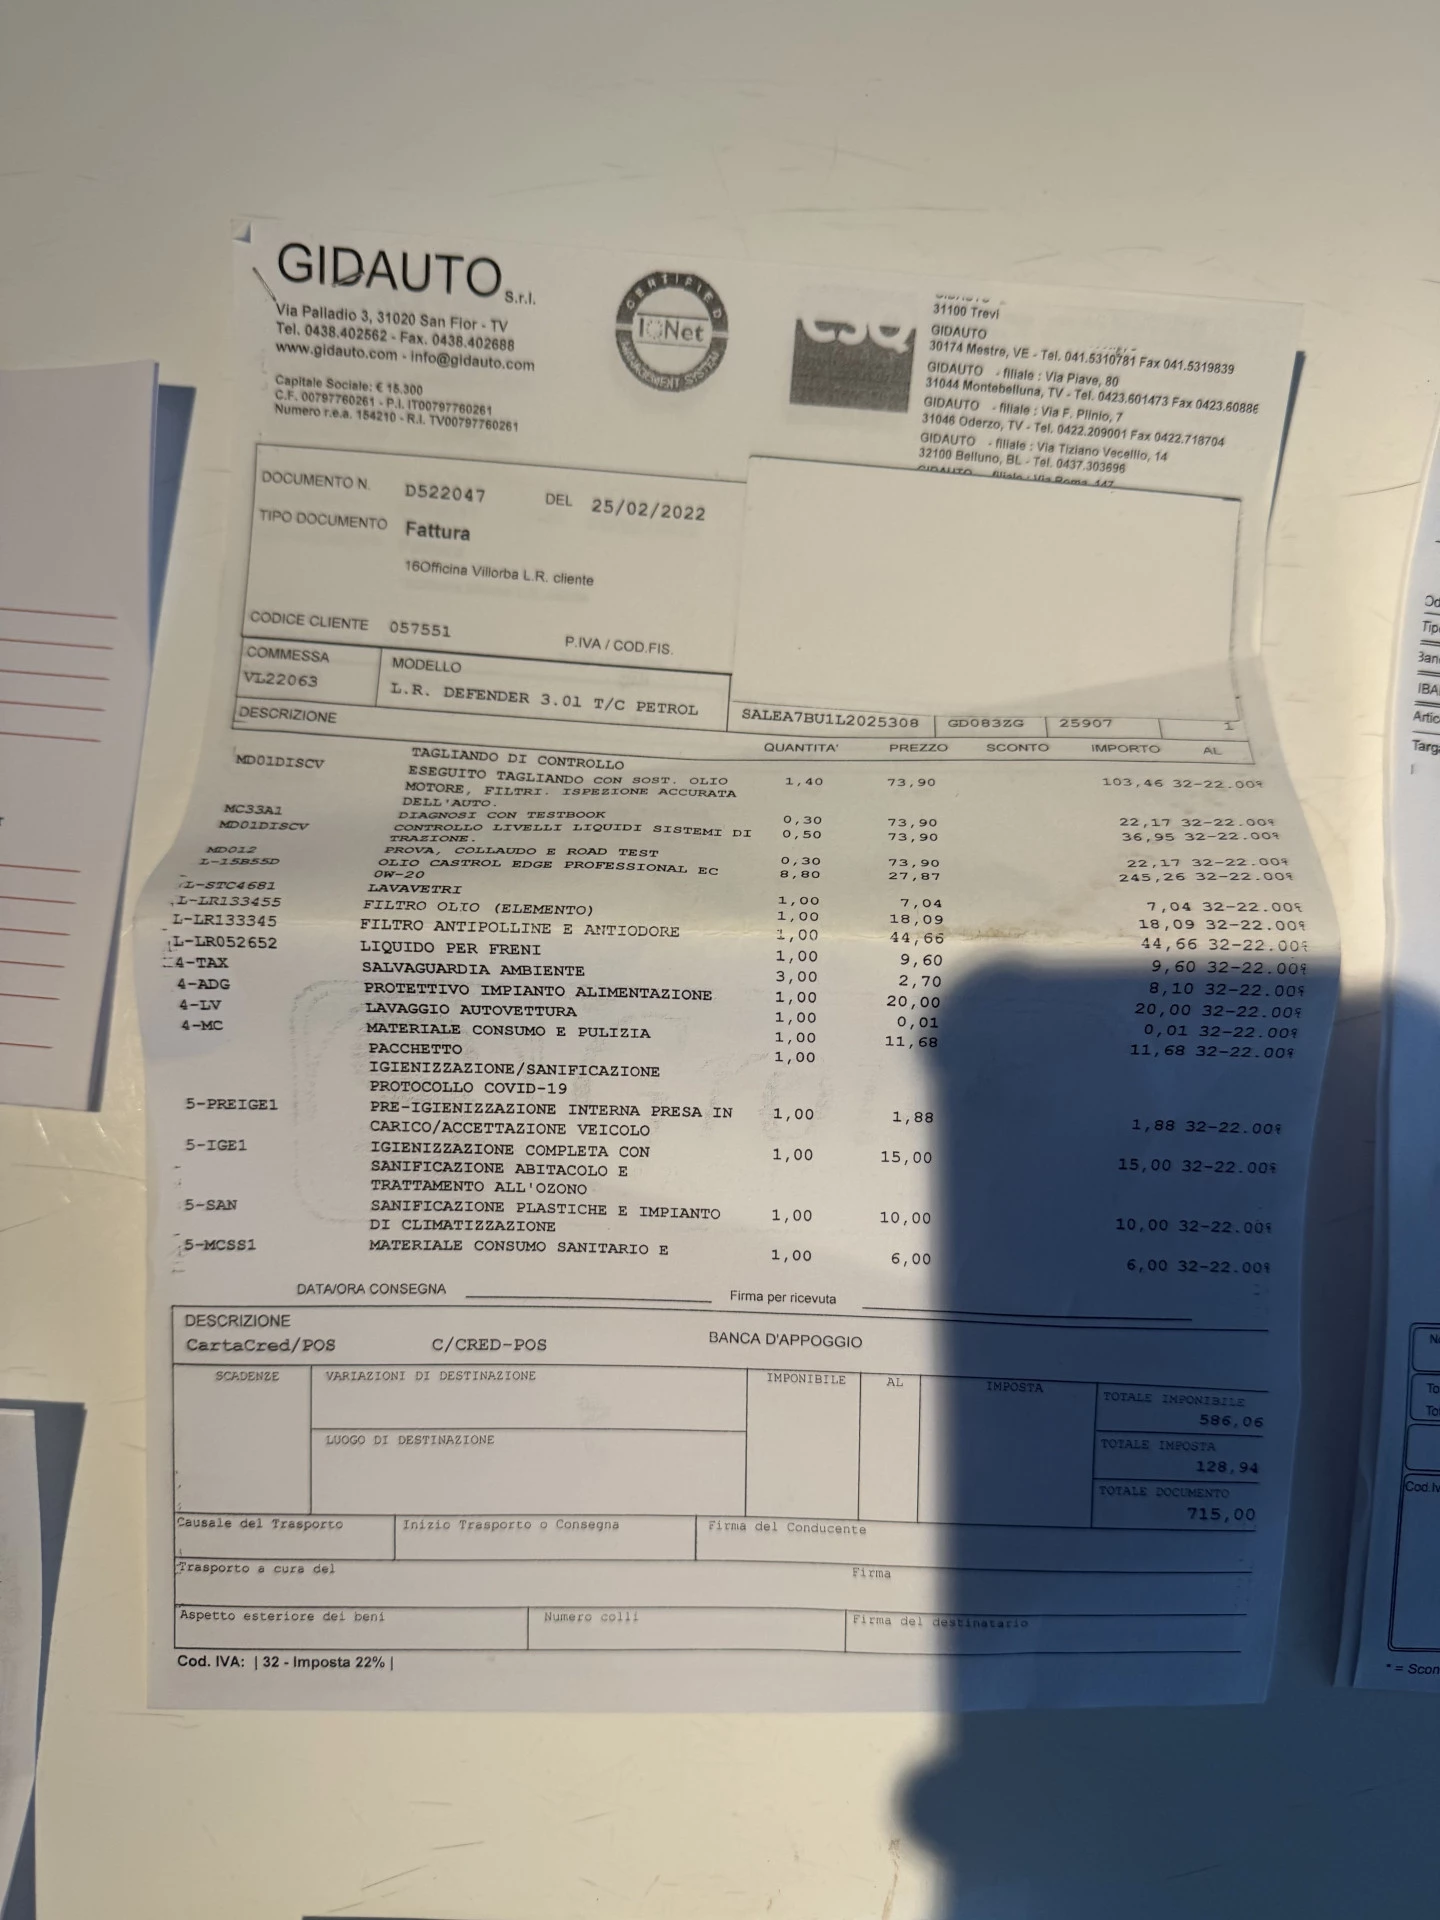 GIDAUTO S.r.l.
Via Palladio 3, 31020 San Fior - TV
Tel. 0438.402562 - Fax. 0438.402688
www.gidauto.com - info@gidauto.com
Capitale Sociale: € 15.300
C.F. 00797760261 - P.I. IT00797760261
Numero r.e.a. 154210 - R.I. TV00797760261
CERTIFIED
IQNet
MANAGEMENT SYSTEM
CSQ
31100 Trevi
GIDAUTO
30174 Mestre, VE - Tel. 041.5310781 Fax 041.5319839
GIDAUTO - filiale : Via Piave, 80
31044 Montebelluna, TV - Tel. 0423.601473 Fax 0423.60886
GIDAUTO - filiale : Via F. Plinio, 7
31046 Oderzo, TV - Tel. 0422.209001 Fax 0422.718704
GIDAUTO - filiale : Via Tiziano Vecellio, 14
32100 Belluno, BL - Tel. 0437.303696
GIDAUTO - filiale : Via Roma, 447
DOCUMENTO N. D522047 DEL 25/02/2022
TIPO DOCUMENTO Fattura
16Officina Villorba L.R. cliente
CODICE CLIENTE 057551 P.IVA / COD.FIS.
COMMESSA MODELLO
VL22063 L.R. DEFENDER 3.0i T/C PETROL SALEA7BU1L2025308 GD083ZG 25907 1
DESCRIZIONE QUANTITA' PREZZO SCONTO IMPORTO AL
MD01DISCV TAGLIANDO DI CONTROLLO
ESEGUITO TAGLIANDO CON SOST. OLIO 1,40 73,90 103,46 32-22.00%
MOTORE, FILTRI. ISPEZIONE ACCURATA
DELL'AUTO.
MC33A1 DIAGNOSI CON TESTBOOK 0,30 73,90 22,17 32-22.00%
MD01DISCV CONTROLLO LIVELLI LIQUIDI SISTEMI DI 0,50 73,90 36,95 32-22.00%
TRAZIONE.
MD012 PROVA, COLLAUDO E ROAD TEST 0,30 73,90 22,17 32-22.00%
L-15B55D OLIO CASTROL EDGE PROFESSIONAL EC 8,80 27,87 245,26 32-22.00%
0W-20
L-STC4681 LAVAVETRI 1,00 7,04 7,04 32-22.00%
L-LR133455 FILTRO OLIO (ELEMENTO) 1,00 18,09 18,09 32-22.00%
L-LR133345 FILTRO ANTIPOLLINE E ANTIODORE 1,00 44,66 44,66 32-22.00%
L-LR052652 LIQUIDO PER FRENI 1,00 9,60 9,60 32-22.00%
4-TAX SALVAGUARDIA AMBIENTE 3,00 2,70 8,10 32-22.00%
4-ADG PROTETTIVO IMPIANTO ALIMENTAZIONE 1,00 20,00 20,00 32-22.00%
4-LV LAVAGGIO AUTOVETTURA 1,00 0,01 0,01 32-22.00%
4-MC MATERIALE CONSUMO E PULIZIA 1,00 11,68 11,68 32-22.00%
PACCHETTO 1,00
IGIENIZZAZIONE/SANIFICAZIONE
PROTOCOLLO COVID-19
5-PREIGE1 PRE-IGIENIZZAZIONE INTERNA PRESA IN 1,00 1,88 1,88 32-22.00%
CARICO/ACCETTAZIONE VEICOLO
5-IGE1 IGIENIZZAZIONE COMPLETA CON 1,00 15,00 15,00 32-22.00%
SANIFICAZIONE ABITACOLO E
TRATTAMENTO ALL'OZONO
5-SAN SANIFICAZIONE PLASTICHE E IMPIANTO 1,00 10,00 10,00 32-22.00%
DI CLIMATIZZAZIONE
5-MCSS1 MATERIALE CONSUMO SANITARIO E 1,00 6,00 6,00 32-22.00%
DATA/ORA CONSEGNA Firma per ricevuta
DESCRIZIONE
CartaCred/POS C/CRED-POS BANCA D'APPOGGIO
SCADENZE VARIAZIONI DI DESTINAZIONE IMPONIBILE AL IMPOSTA TOTALE IMPONIBILE
586,06
LUOGO DI DESTINAZIONE TOTALE IMPOSTA
128,94
TOTALE DOCUMENTO
715,00
Causale del Trasporto Inizio Trasporto o Consegna Firma del Conducente
Trasporto a cura del Firma
Aspetto esteriore dei beni Numero colli Firma del destinatario
Cod. IVA: | 32 - Imposta 22% |
IBA
Artic
Targ
Cod.Iv
* = Scon